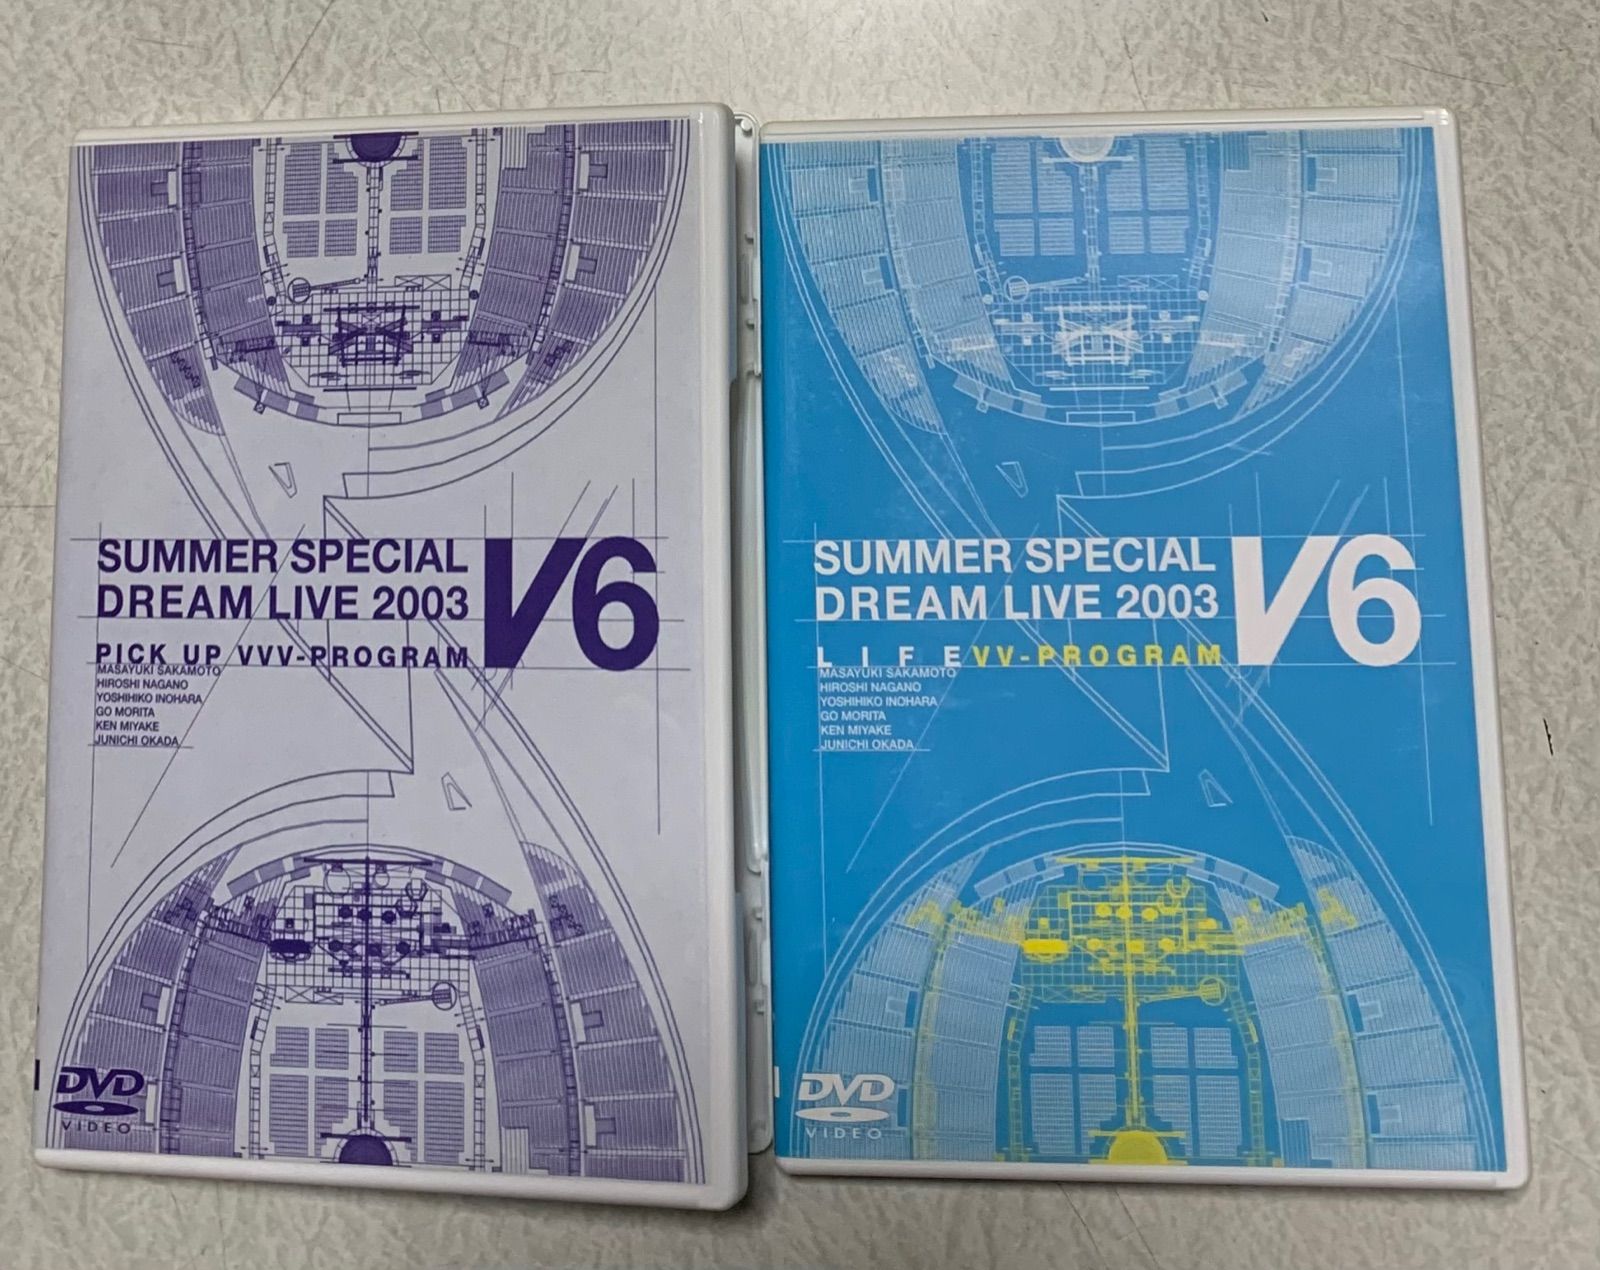 SUMMER SPECIAL
DREAM LIVE 2003
V6
PICK UP VVV-PROGRAM
MASAYUKI SAKAMOTO
HIROSHI NAGANO
YOSHIHIKO INOHARA
GO MORITA
KEN MIYAKE
JUNICHI OKADA
DVD
VIDEO
SUMMER SPECIAL
DREAM LIVE 2003
V6
LIFE VV-PROGRAM
MASAYUKI SAKAMOTO
HIROSHI NAGANO
YOSHIHIKO INOHARA
GO MORITA
KEN MIYAKE
JUNICHI OKADA
DVD
VIDEO